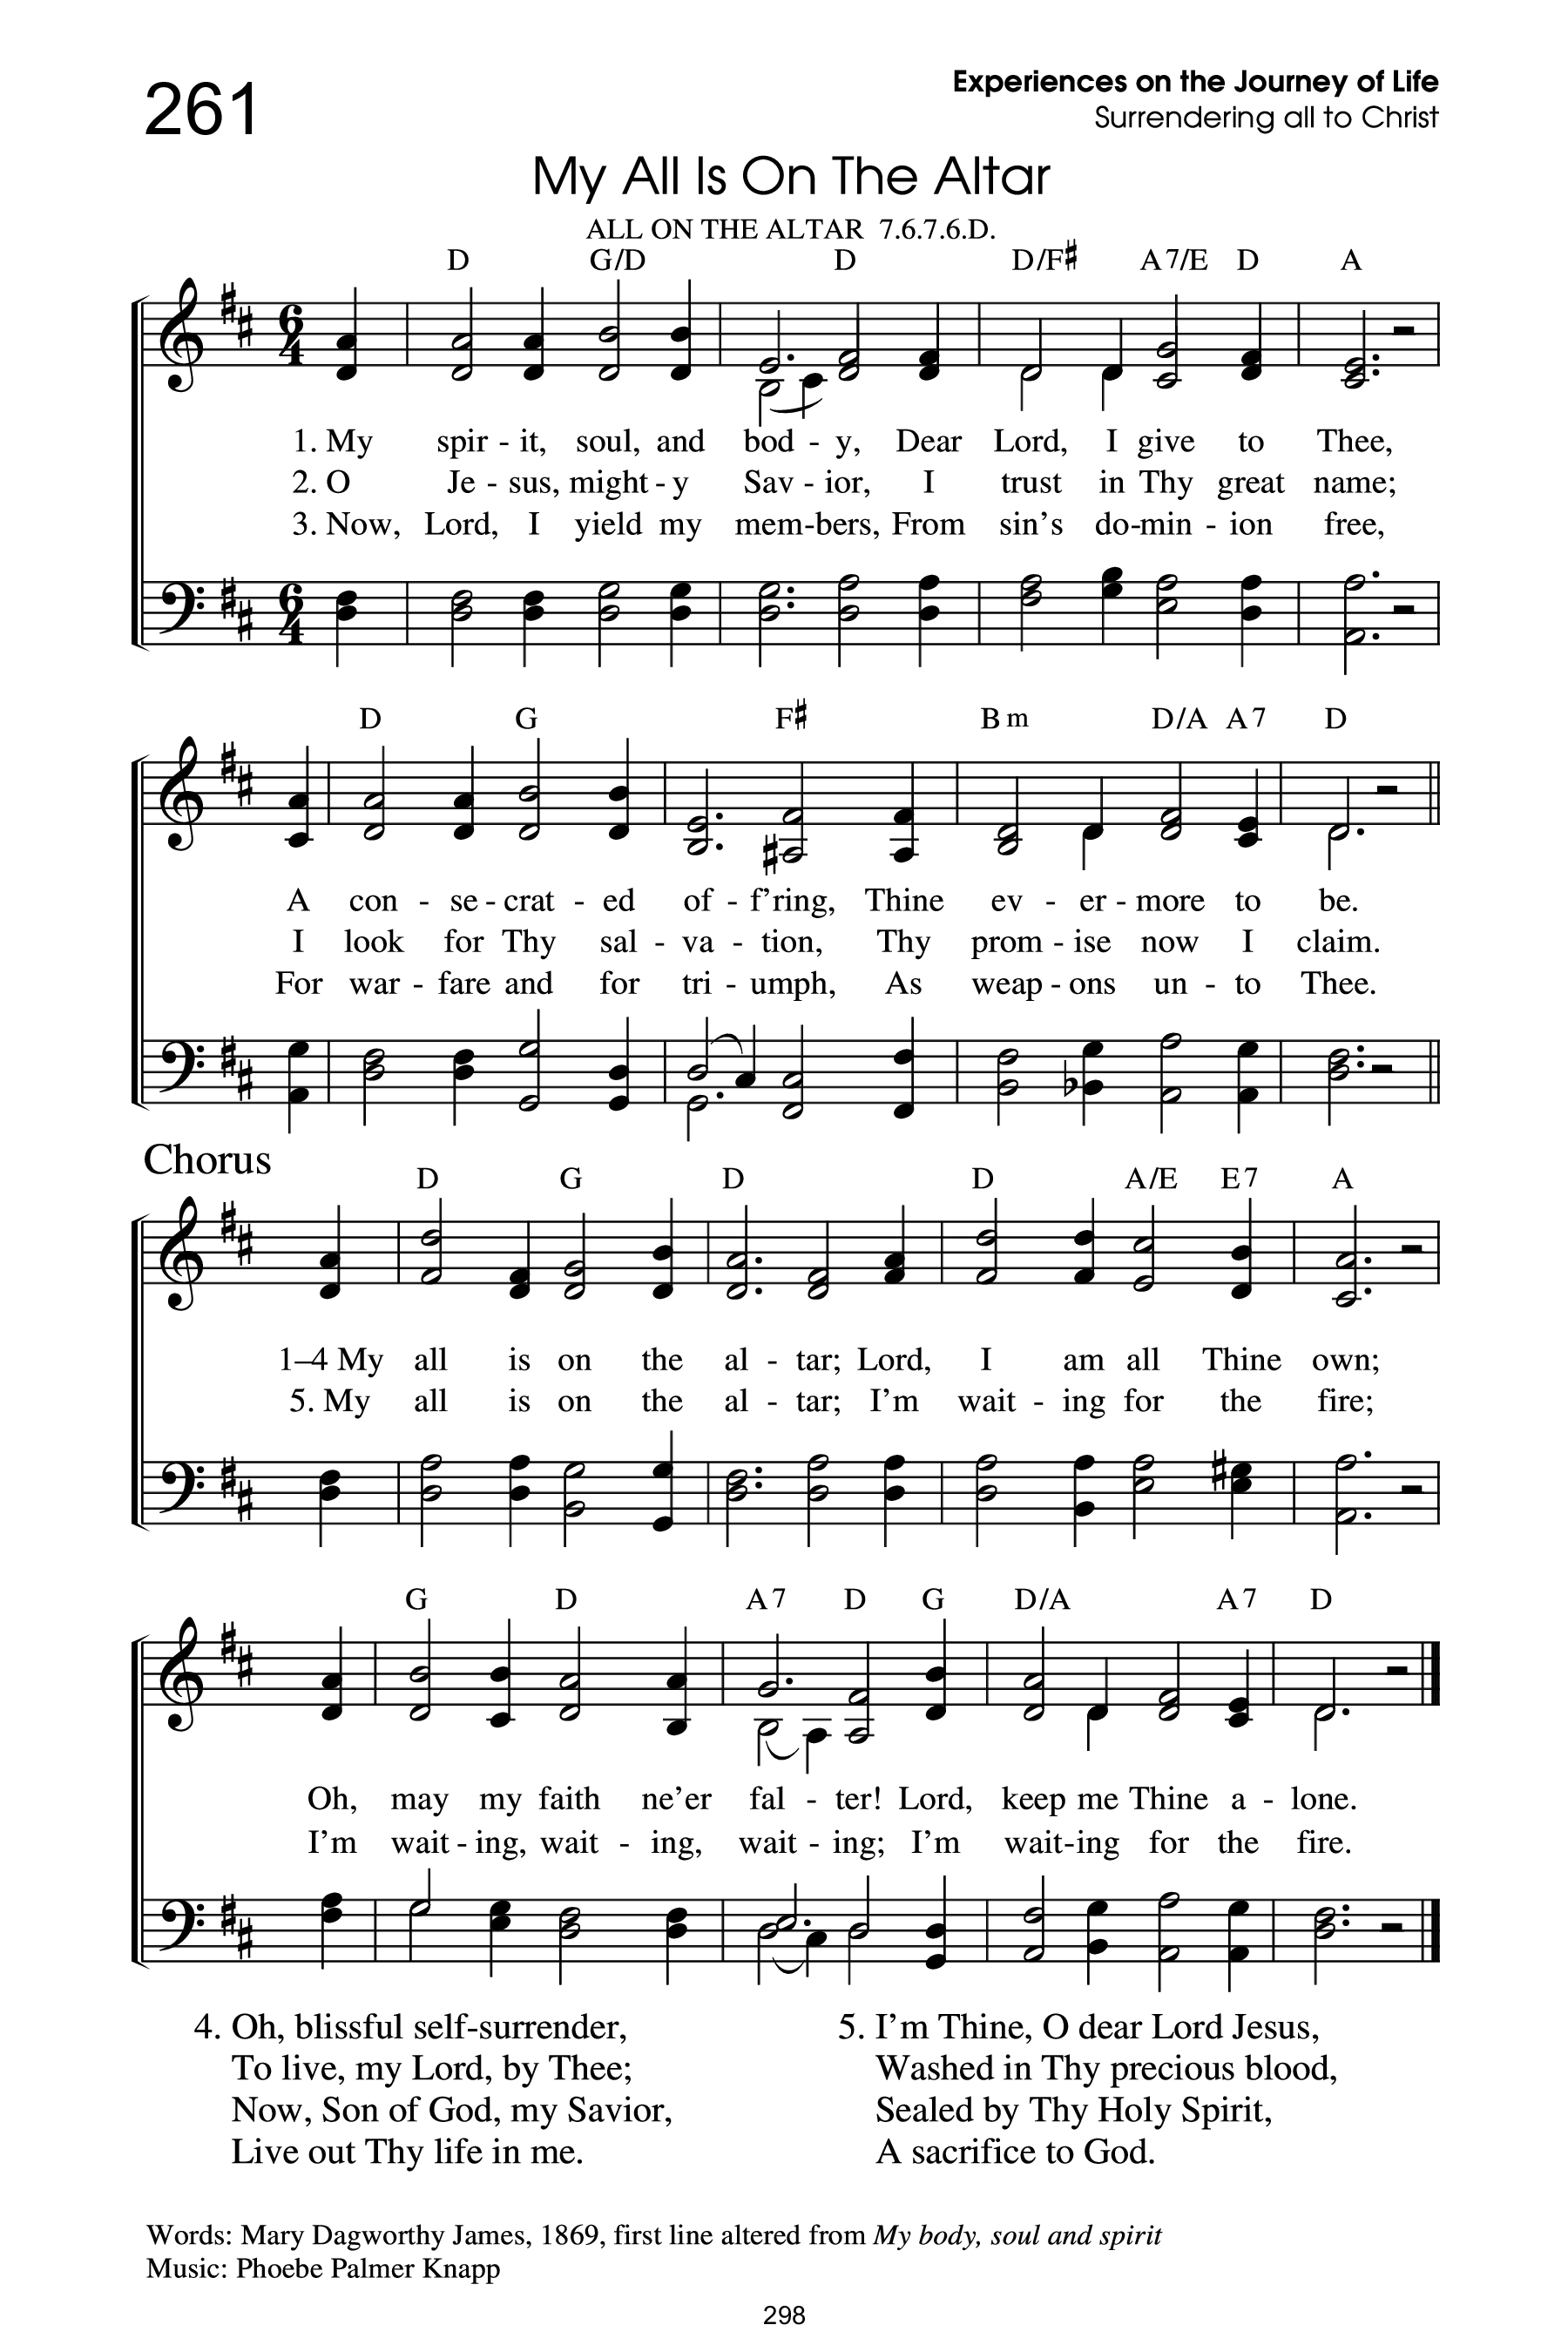 261
Experiences on the Journey of Life
Surrendering all to Christ
My All Is On The Altar
ALL ON THE ALTAR 7.6.7.6.D.
D G/D D D/F♯ A7/E D A
6 4
1. My spir - it, soul, and bod - y, Dear Lord, I give to Thee,
2. O Je - sus, might - y Sav - ior, I trust in Thy great name;
3. Now, Lord, I yield my mem-bers, From sin's do-min - ion free,
6 4
D G F♯ Bm D/A A7 D
A con - se - crat - ed of - f'ring, Thine ev - er - more to be.
I look for Thy sal - va - tion, Thy prom - ise now I claim.
For war - fare and for tri - umph, As weap - ons un - to Thee.
Chorus
D G D D A/E E7 A
1–4 My all is on the al - tar; Lord, I am all Thine own;
5. My all is on the al - tar; I'm wait - ing for the fire;
G D A7 D G D/A A7 D
Oh, may my faith ne'er fal - ter! Lord, keep me Thine a - lone.
I'm wait - ing, wait - ing, wait - ing; I'm wait-ing for the fire.
4. Oh, blissful self-surrender,
To live, my Lord, by Thee;
Now, Son of God, my Savior,
Live out Thy life in me.
5. I'm Thine, O dear Lord Jesus,
Washed in Thy precious blood,
Sealed by Thy Holy Spirit,
A sacrifice to God.
Words: Mary Dagworthy James, 1869, first line altered from My body, soul and spirit
Music: Phoebe Palmer Knapp
298